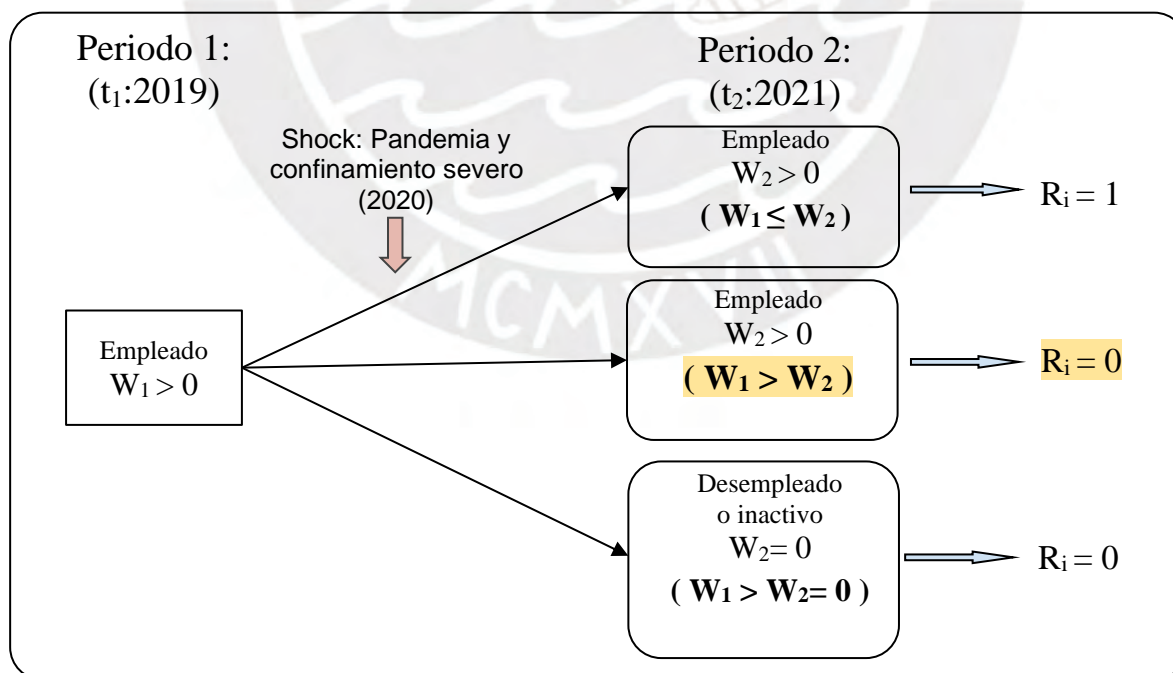 Periodo 1:
(t₁:2019)
Periodo 2:
(t₂:2021)
Shock: Pandemia y
confinamiento severo
(2020)
Empleado
W₁ > 0
Empleado
W₂ > 0
( W₁ ≤ W₂ )
Rᵢ = 1
Empleado
W₂ > 0
( W₁ > W₂ )
Rᵢ = 0
Desempleado
o inactivo
W₂= 0
( W₁ > W₂= 0 )
Rᵢ = 0
MCMXVII